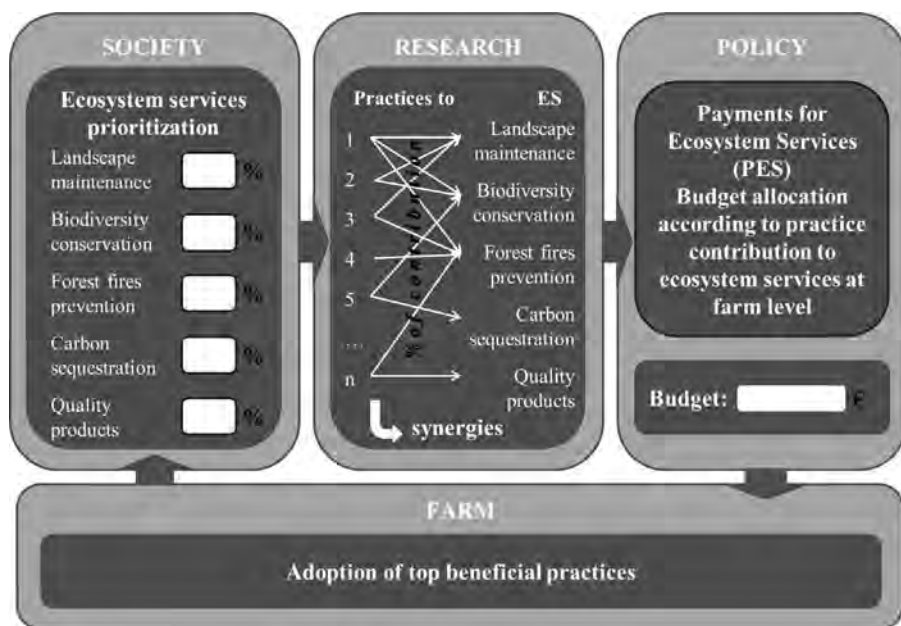 SOCIETY
Ecosystem services
prioritization
Landscape
maintenance
%
Biodiversity
conservation
%
Forest fires
prevention
%
Carbon
sequestration
%
Quality
products
%
RESEARCH
Practices to
ES
1
2
3
4
5
....
n
% of contribution
Landscape
maintenance
Biodiversity
conservation
Forest fires
prevention
Carbon
sequestration
Quality
products
synergies
POLICY
Payments for
Ecosystem Services
(PES)
Budget allocation
according to practice
contribution to
ecosystem services at
farm level
Budget:
€
FARM
Adoption of top beneficial practices